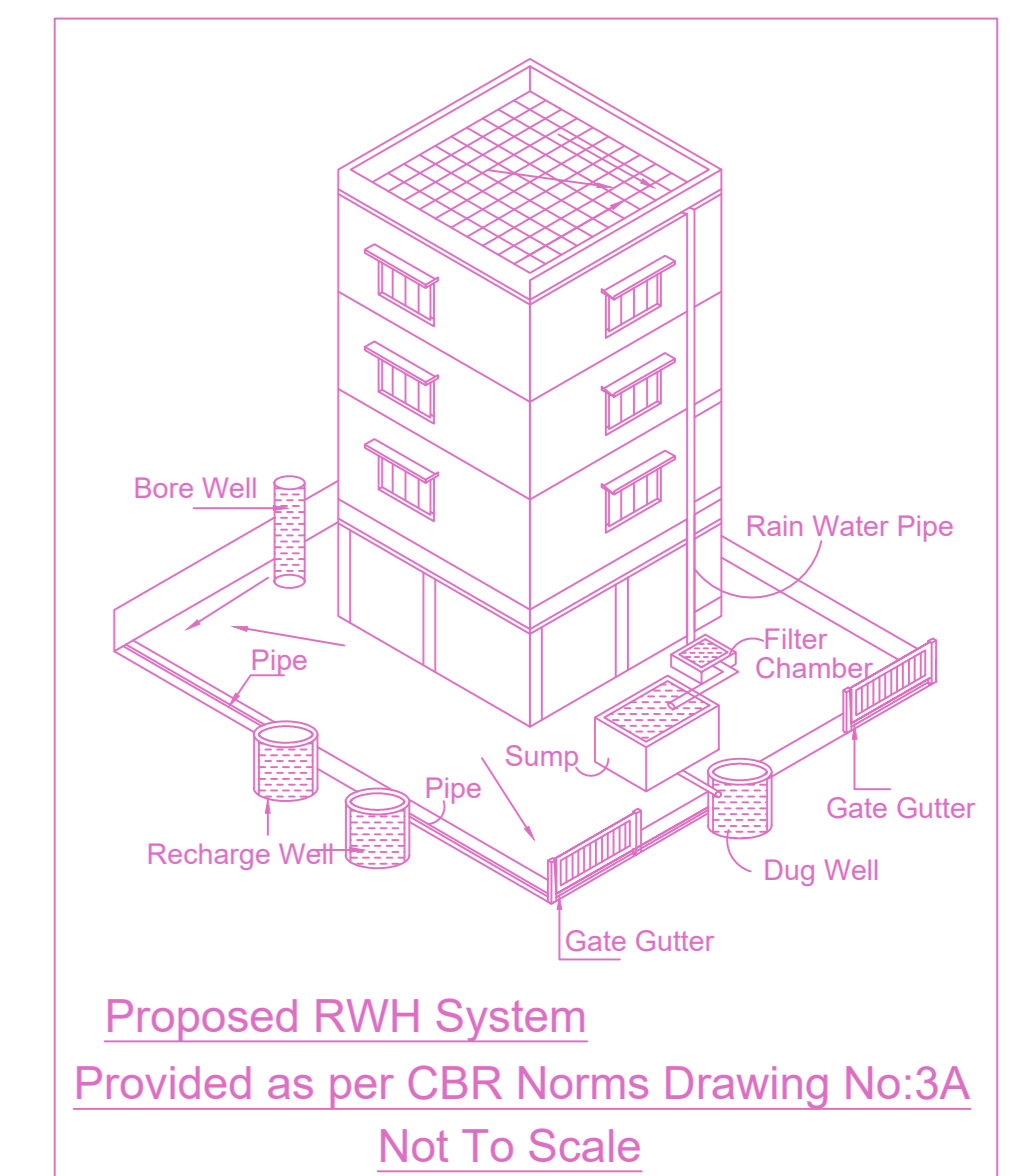 Bore Well
Rain Water Pipe
Filter
Chamber
Pipe
Sump
Pipe
Gate Gutter
Recharge Well
Dug Well
Gate Gutter
Proposed RWH System
Provided as per CBR Norms Drawing No:3A
Not To Scale